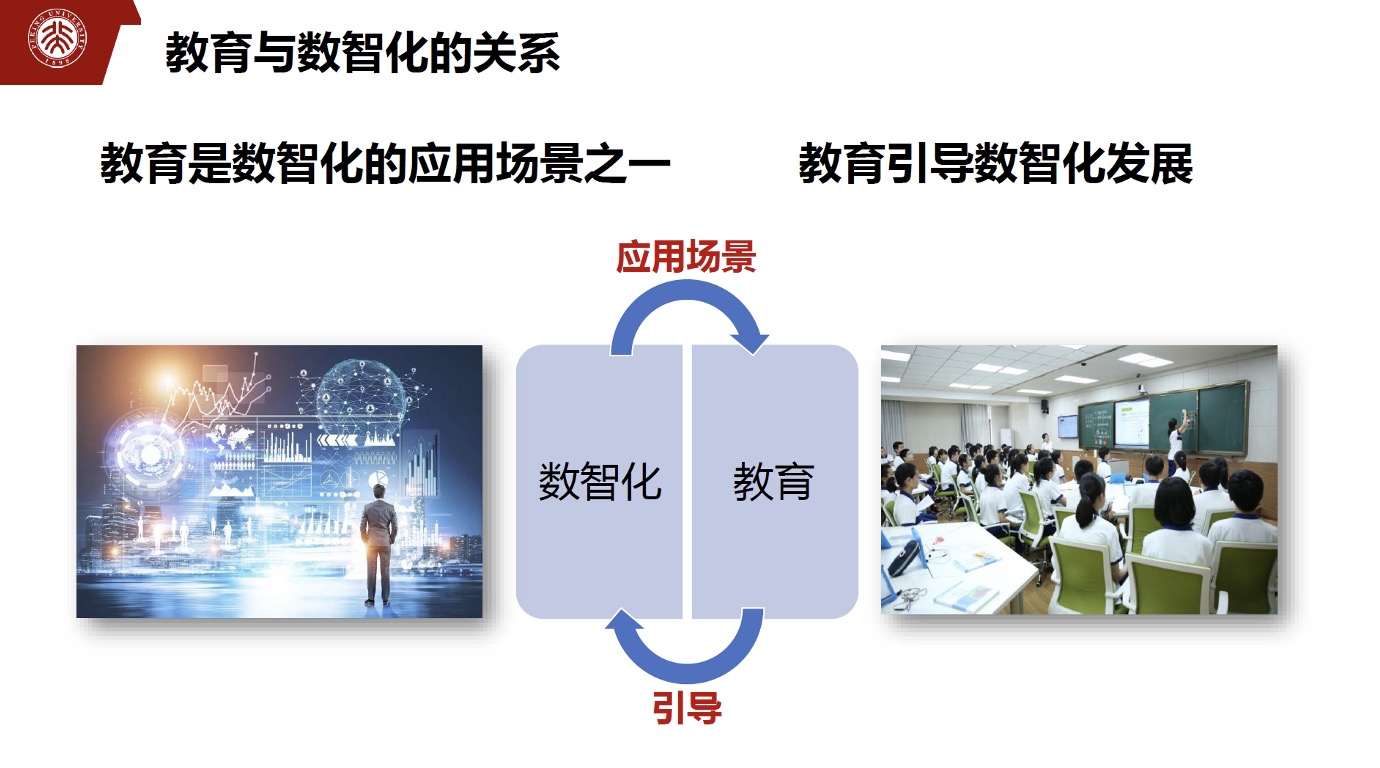 PEKING UNIVERSITY
1898
教育与数智化的关系
教育是数智化的应用场景之一
教育引导数智化发展
应用场景
数智化
教育
引导